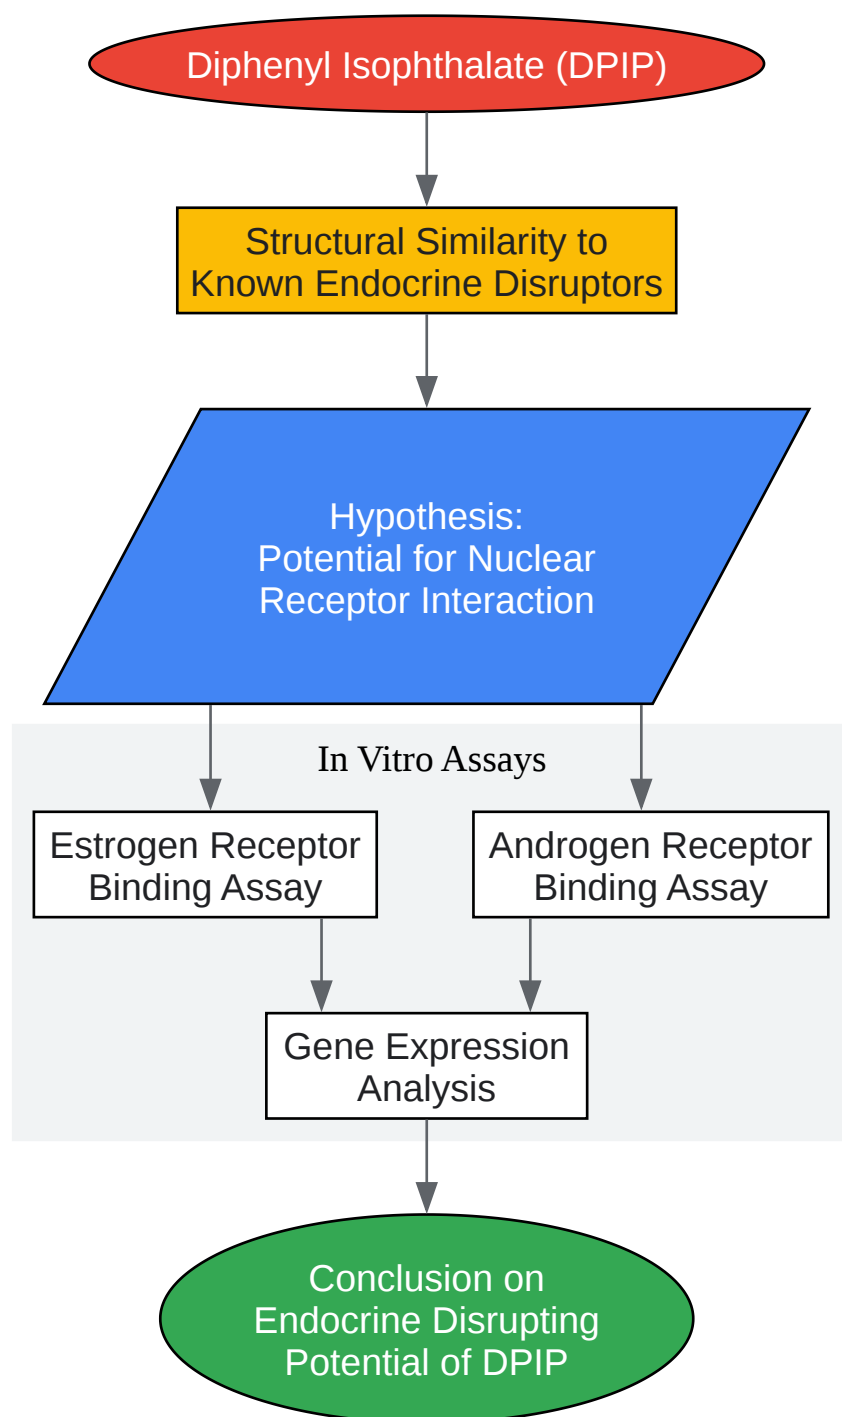 Diphenyl Isophthalate (DPIP)
Structural Similarity to
Known Endocrine Disruptors
Hypothesis:
Potential for Nuclear
Receptor Interaction
In Vitro Assays
Estrogen Receptor
Binding Assay
Androgen Receptor
Binding Assay
Gene Expression
Analysis
Conclusion on
Endocrine Disrupting
Potential of DPIP